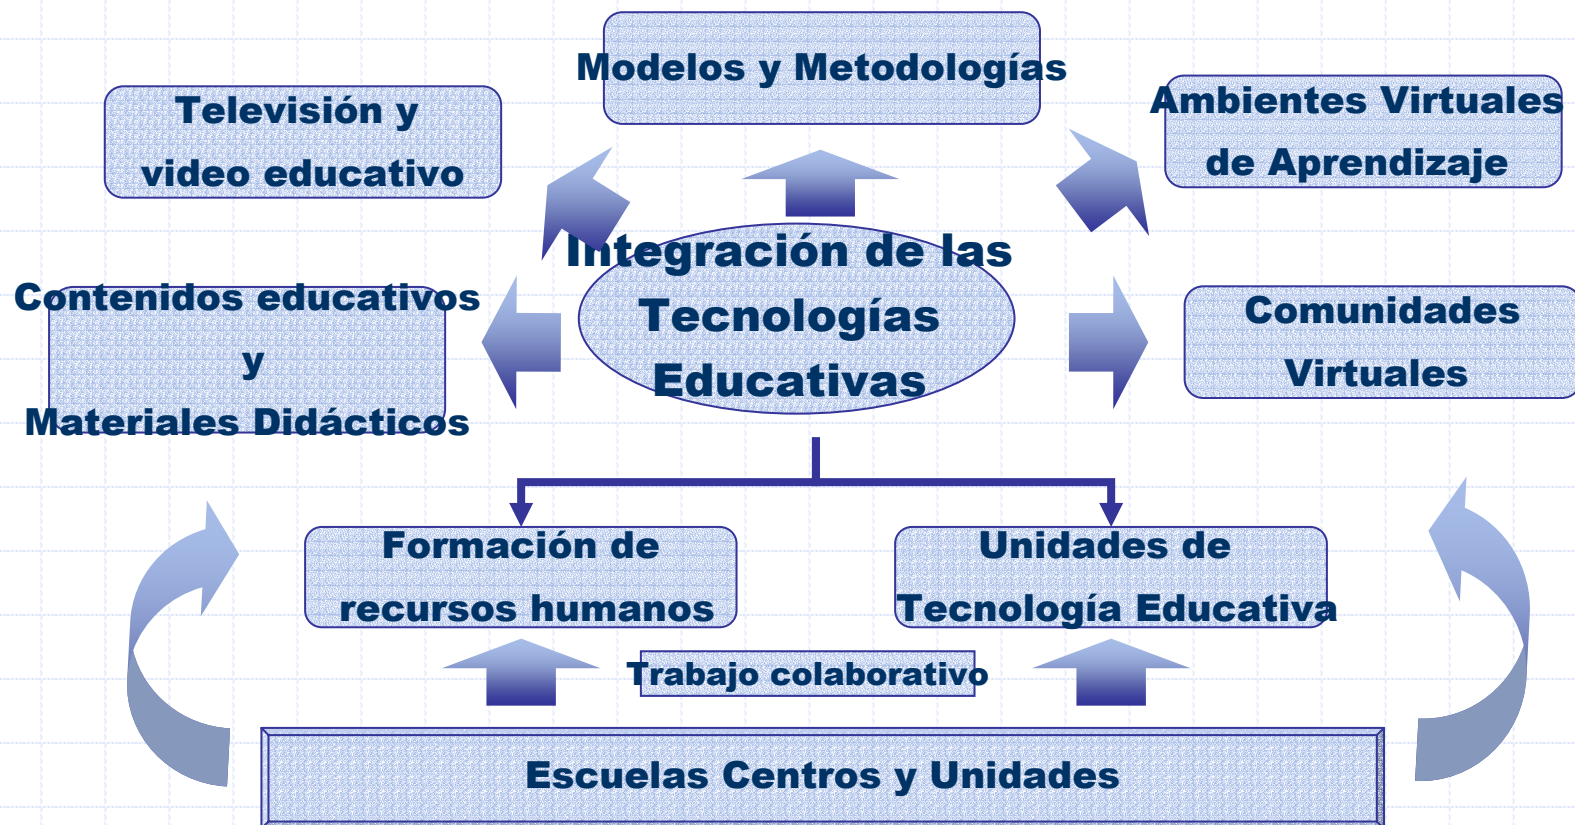 Modelos y Metodologías
Televisión y
video educativo
Ambientes Virtuales
de Aprendizaje
Integración de las
Tecnologías
Educativas
Contenidos educativos
y
Materiales Didácticos
Comunidades
Virtuales
Formación de
recursos humanos
Unidades de
Tecnología Educativa
Trabajo colaborativo
Escuelas Centros y Unidades